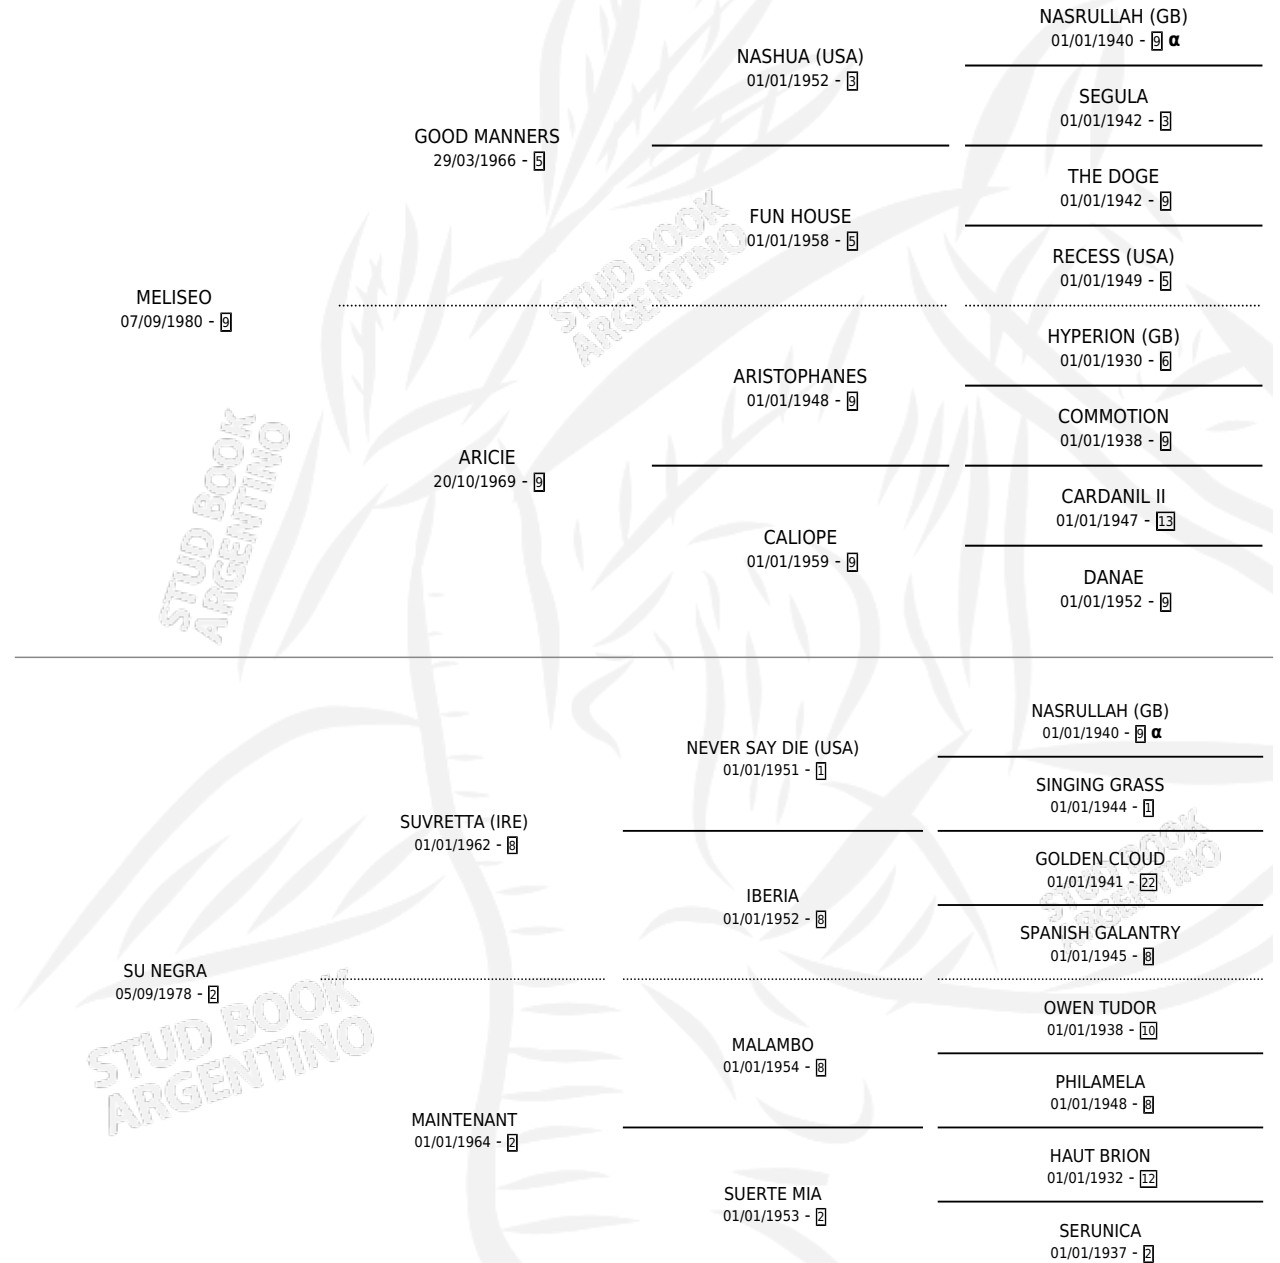 NASRULLAH (GB)
01/01/1940 - 9 α
NASHUA (USA)
01/01/1952 - 3
SEGULA
01/01/1942 - 3
GOOD MANNERS
29/03/1966 - 5
THE DOGE
01/01/1942 - 9
FUN HOUSE
01/01/1958 - 5
RECESS (USA)
01/01/1949 - 5
MELISEO
07/09/1980 - 9
HYPERION (GB)
01/01/1930 - 6
ARISTOPHANES
01/01/1948 - 9
COMMOTION
01/01/1938 - 9
ARICIE
20/10/1969 - 9
CARDANIL II
01/01/1947 - 13
CALIOPE
01/01/1959 - 9
DANAE
01/01/1952 - 9
NASRULLAH (GB)
01/01/1940 - 9 α
NEVER SAY DIE (USA)
01/01/1951 - 1
SINGING GRASS
01/01/1944 - 1
SUVRETTA (IRE)
01/01/1962 - 8
GOLDEN CLOUD
01/01/1941 - 22
IBERIA
01/01/1952 - 8
SPANISH GALANTRY
01/01/1945 - 8
SU NEGRA
05/09/1978 - 2
OWEN TUDOR
01/01/1938 - 10
MALAMBO
01/01/1954 - 8
PHILAMELA
01/01/1948 - 8
MAINTENANT
01/01/1964 - 2
HAUT BRION
01/01/1932 - 12
SUERTE MIA
01/01/1953 - 2
SERUNICA
01/01/1937 - 2
STUD BOOK
ARGENTINO
STUD BOOK
ARGENTINO
STUD BOOK
ARGENTINO
STUD BOOK
ARGENTINO